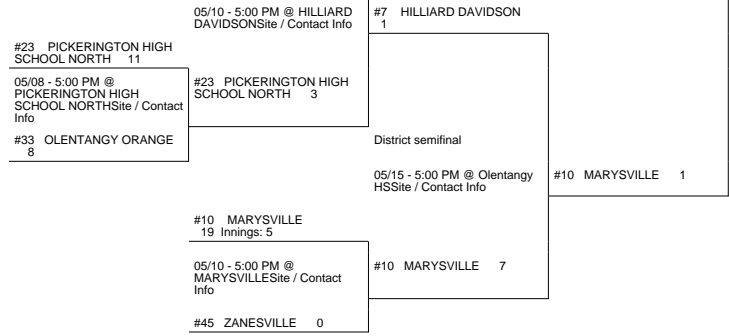 05/10 - 5:00 PM @ HILLIARD
DAVIDSONSite / Contact Info
#7 HILLIARD DAVIDSON
1
#23 PICKERINGTON HIGH
SCHOOL NORTH 11
05/08 - 5:00 PM @
PICKERINGTON HIGH
SCHOOL NORTHSite / Contact
Info
#23 PICKERINGTON HIGH
SCHOOL NORTH 3
#33 OLENTANGY ORANGE
8
District semifinal
05/15 - 5:00 PM @ Olentangy
HSSite / Contact Info
#10 MARYSVILLE 1
#10 MARYSVILLE
19 Innings: 5
05/10 - 5:00 PM @
MARYSVILLESite / Contact
Info
#10 MARYSVILLE 7
#45 ZANESVILLE 0